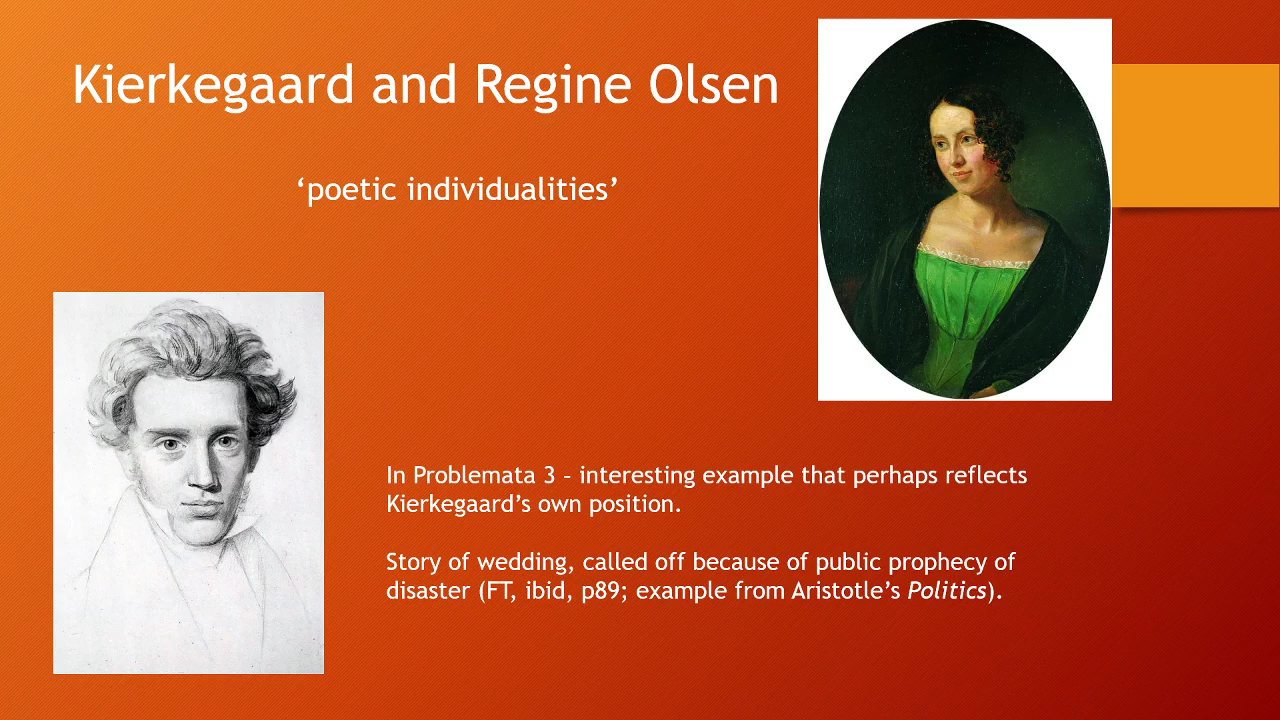 Kierkegaard and Regine Olsen
‘poetic individualities’
In Problemata 3 – interesting example that perhaps reflects
Kierkegaard’s own position.
Story of wedding, called off because of public prophecy of
disaster (FT, ibid, p89; example from Aristotle’s Politics).